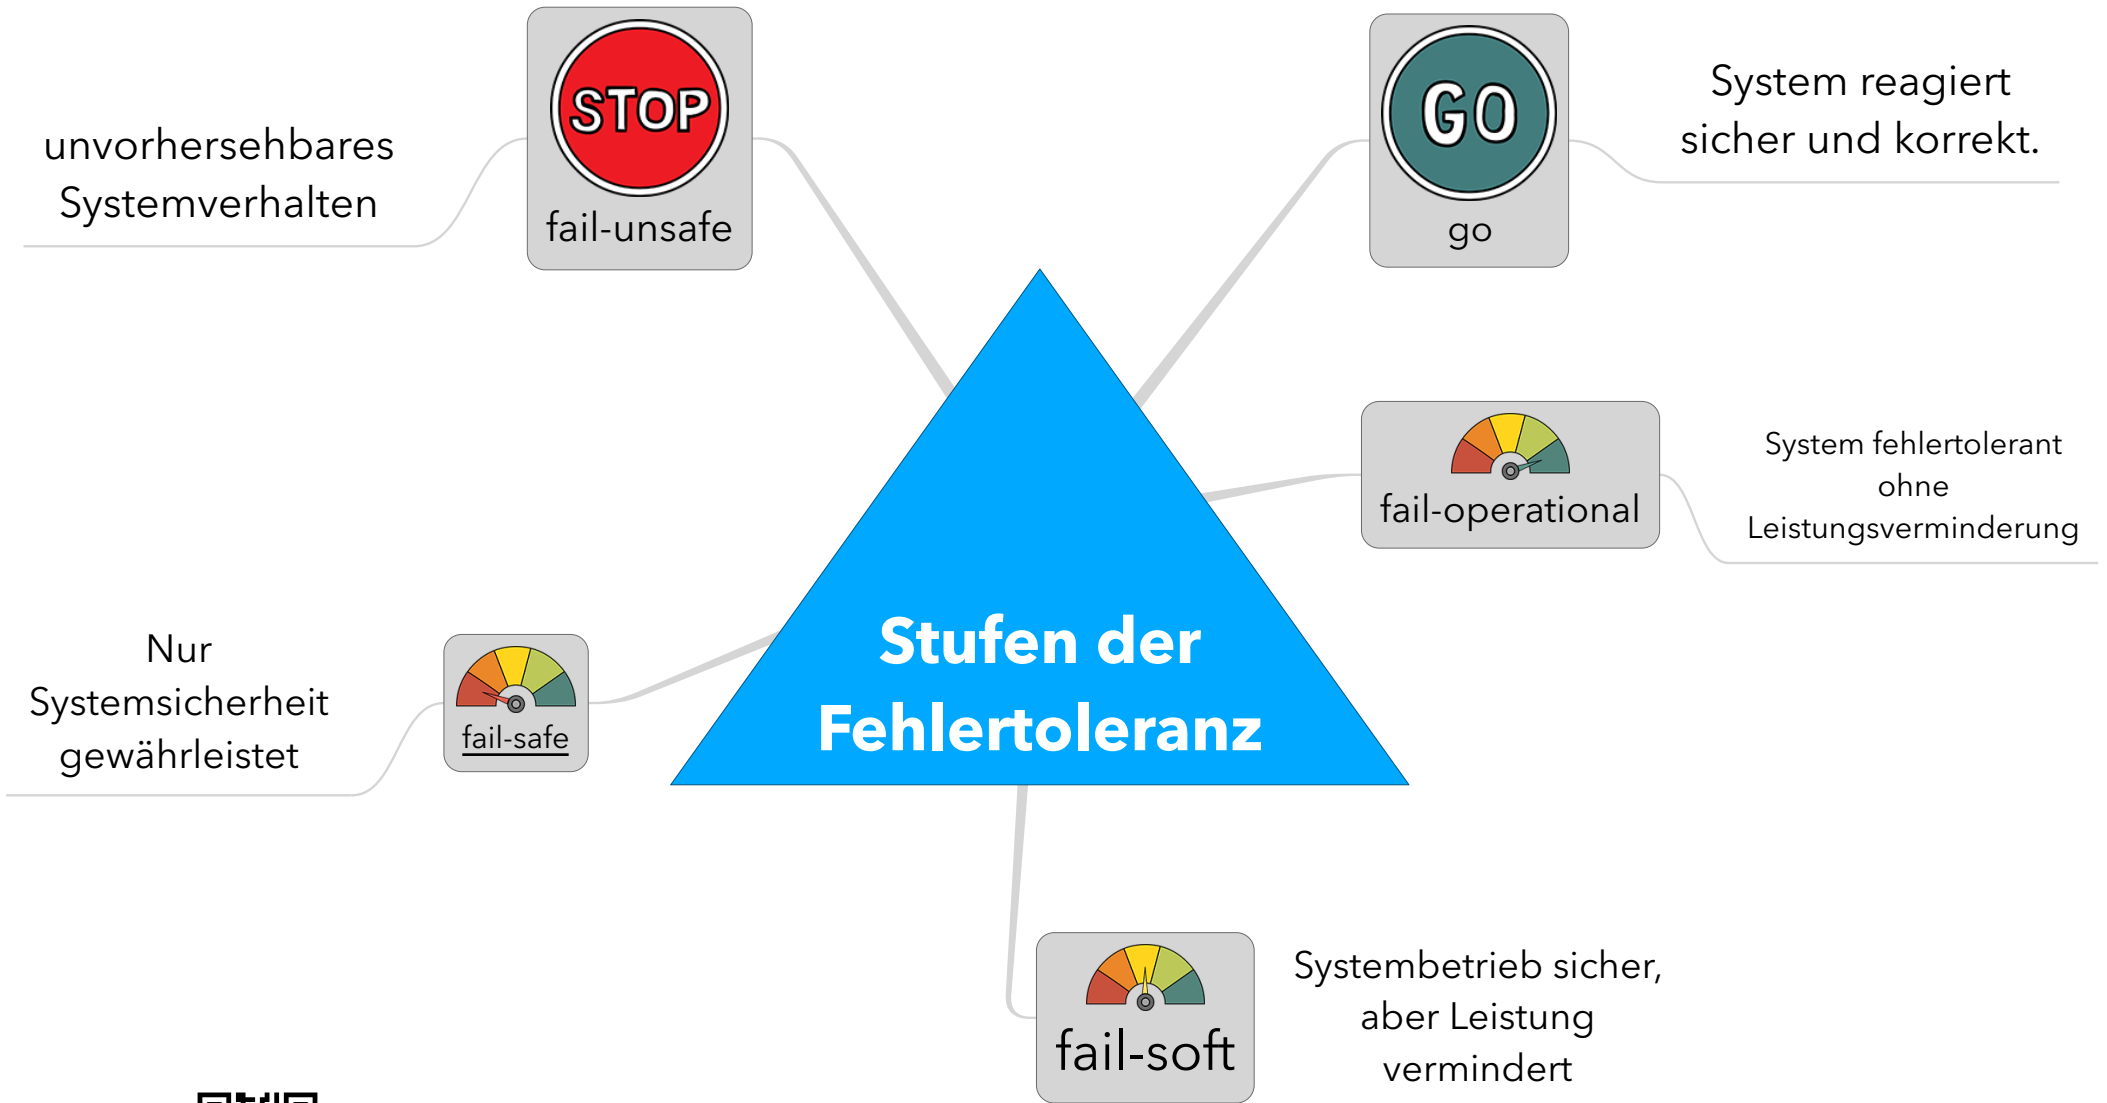 STOP
fail-unsafe
unvorhersehbares
Systemverhalten
GO
go
System reagiert
sicher und korrekt.
fail-operational
System fehlertolerant
ohne
Leistungsverminderung
Stufen der
Fehlertoleranz
Nur
Systemsicherheit
gewährleistet
fail-safe
fail-soft
Systembetrieb sicher,
aber Leistung
vermindert